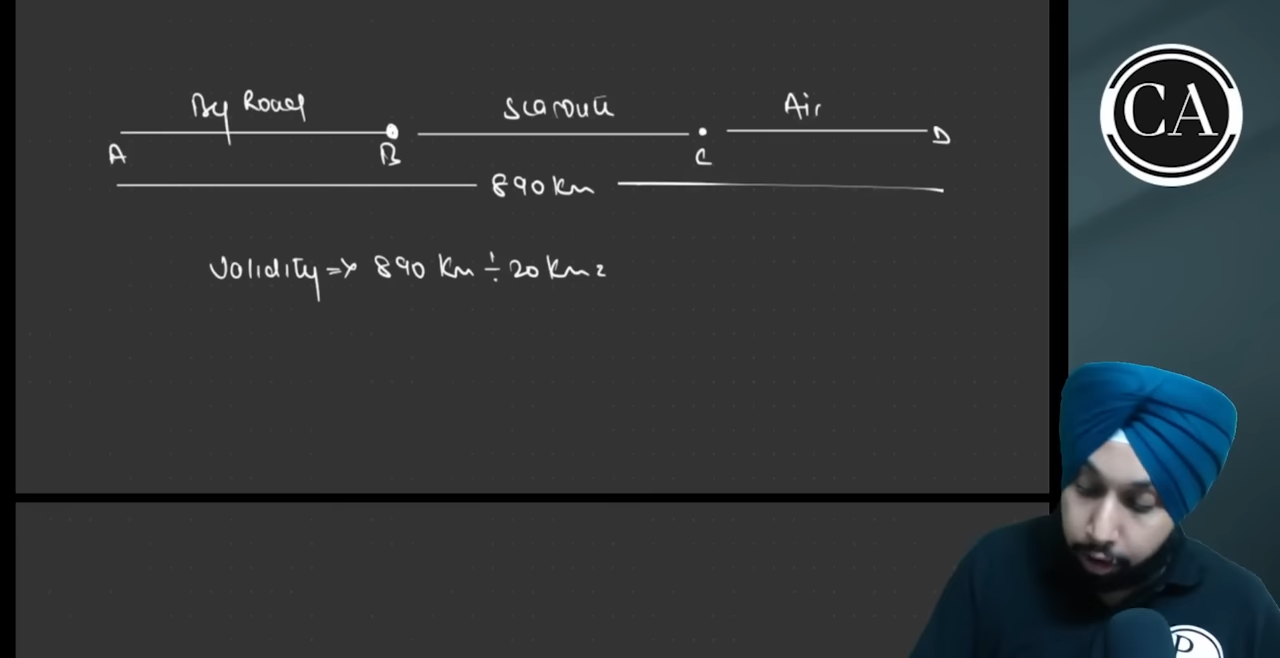 By Road Searoute Air
A B C D
890 Km
Validity => 890 Km ÷ 20 Km =
CA
P